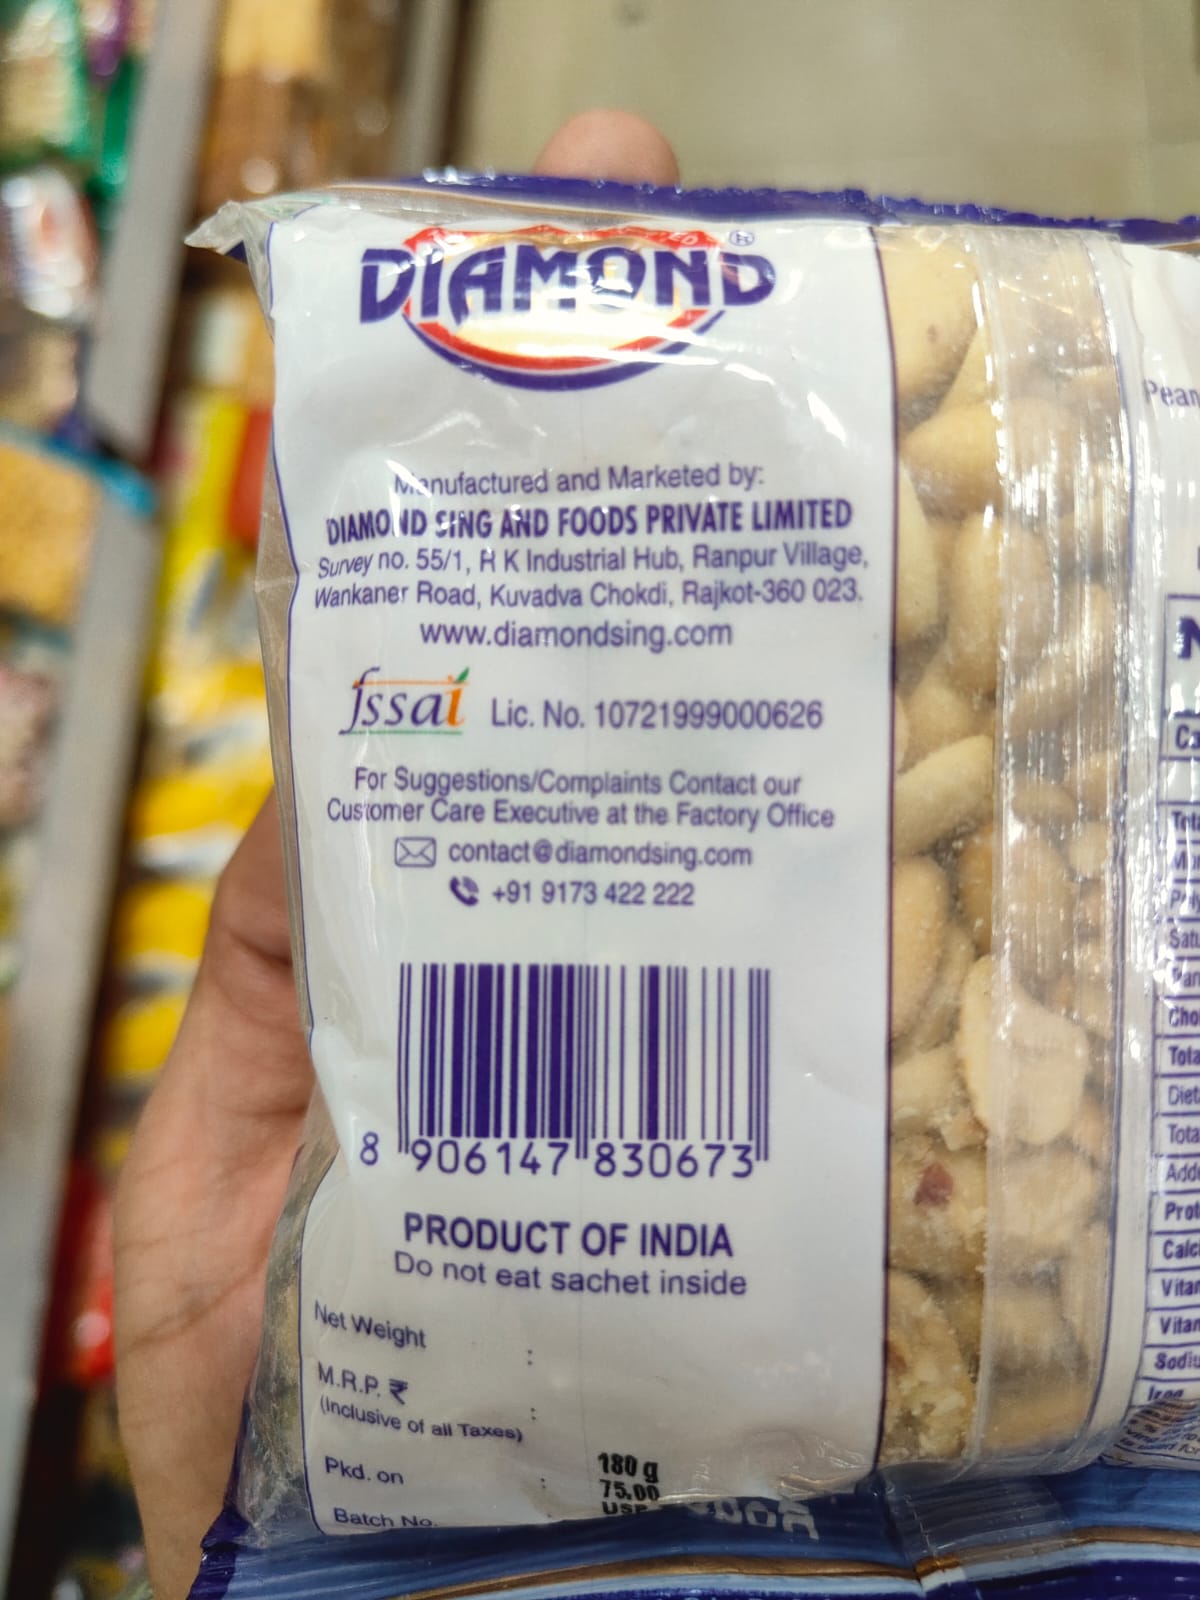 DIAMOND
®
Manufactured and Marketed by:
DIAMOND SING AND FOODS PRIVATE LIMITED
Survey no. 55/1, R K Industrial Hub, Ranpur Village,
Wankaner Road, Kuvadva Chokdi, Rajkot-360 023.
www.diamondsing.com
fssai Lic. No. 10721999000626
For Suggestions/Complaints Contact our
Customer Care Executive at the Factory Office
contact@diamondsing.com
+91 9173 422 222
8 906147 830673
PRODUCT OF INDIA
Do not eat sachet inside
Net Weight :
M.R.P. ₹
(Inclusive of all Taxes) :
Pkd. on :
Batch No.
180 g
75.00
USP